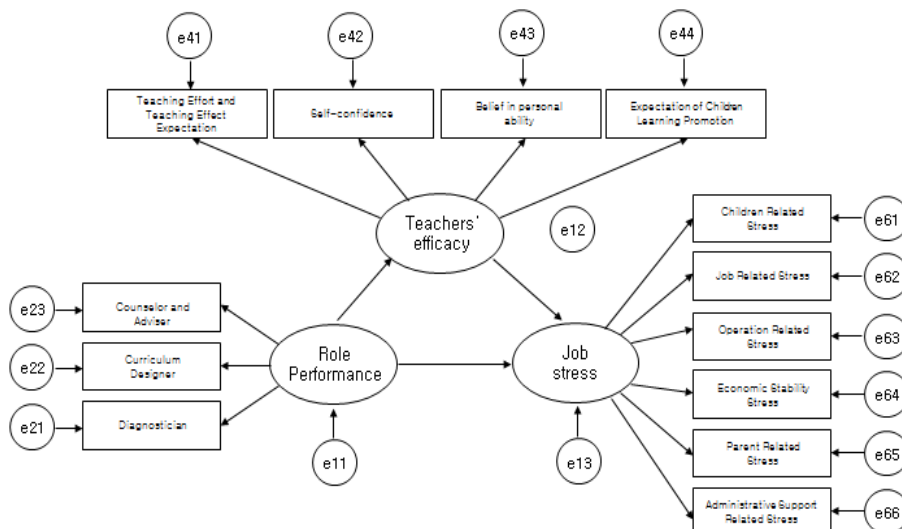 e41
e42
e43
e44
Teaching Effort and
Teaching Effect
Expectation
Self-confidence
Belief in personal
ability
Expectation of Children
Learning Promotion
Teachers'
efficacy
e12
Children Related
Stress
e61
Job Related Stress
e62
e23
Counselor and
Adviser
Operation Related
Stress
e63
e22
Curriculum
Designer
Role
Performance
Job
stress
Economic Stability
Stress
e64
e21
Diagnostician
Parent Related
Stress
e65
e11
e13
Administrative Support
Related Stress
e66